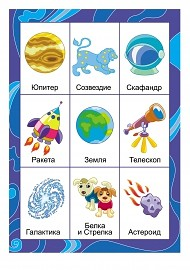 Юпитер
Созвездие
Скафандр
Ракета
Земля
Телескоп
Галактика
Белка
и Стрелка
Астероид